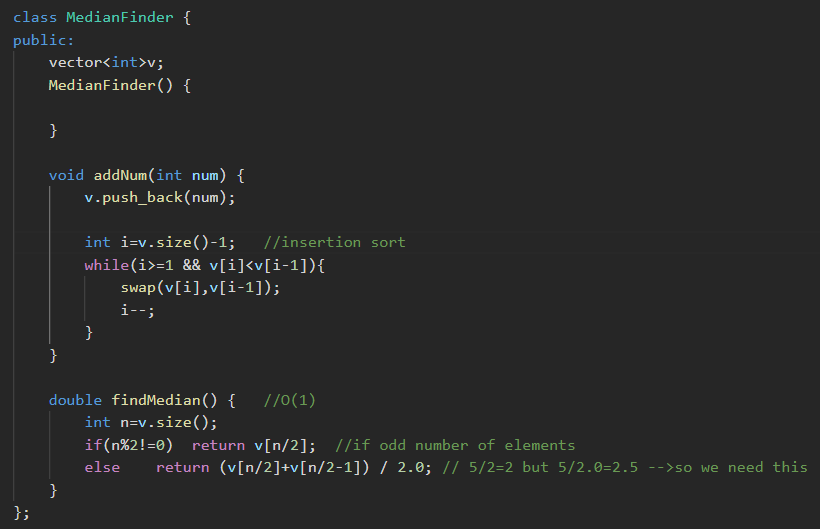 class MedianFinder {
public:
    vector<int>v;
    MedianFinder() {

    }

    void addNum(int num) {
        v.push_back(num);

        int i=v.size()-1;   //insertion sort
        while(i>=1 && v[i]<v[i-1]){
            swap(v[i],v[i-1]);
            i--;
        }
    }

    double findMedian() {   //O(1)
        int n=v.size();
        if(n%2!=0)  return v[n/2];  //if odd number of elements
        else    return (v[n/2]+v[n/2-1]) / 2.0; // 5/2=2 but 5/2.0=2.5 -->so we need this
    }
};